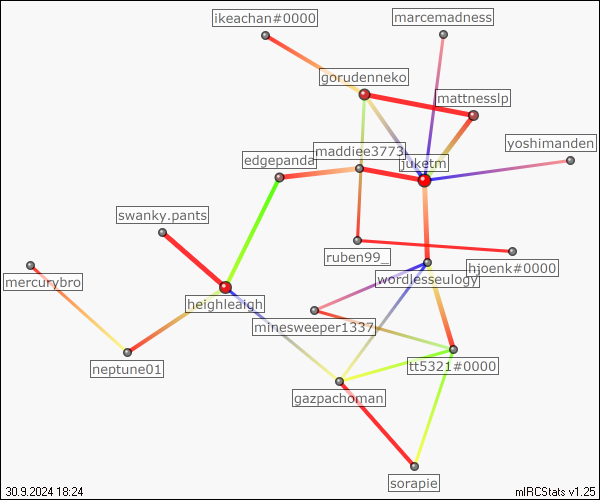 ikeachan#0000
marcemadness
gorudenneko
mattnesslp
yoshimanden
maddiee3773
juketm
edgepanda
swanky.pants
ruben99_
hjoenk#0000
wordlesseulogy
mercurybro
heighleaigh
minesweeper1337
neptune01
tt5321#0000
gazpachoman
sorapie
30.9.2024 18:24
mIRCStats v1.25